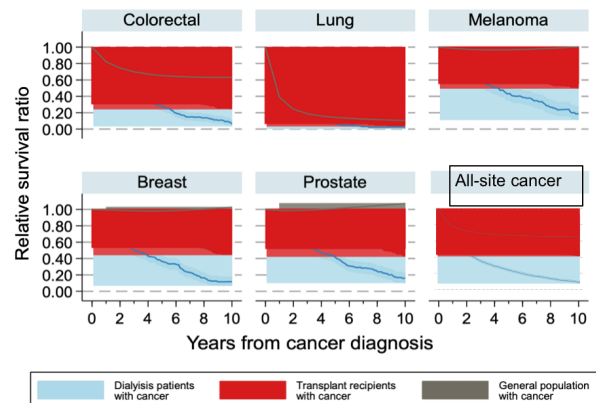 Colorectal Lung Melanoma
1.00
0.80
0.60
0.40
0.20
0.00
Relative survival ratio
Breast Prostate All-site cancer
1.00
0.80
0.60
0.40
0.20
0.00
0 2 4 6 8 10 0 2 4 6 8 10 0 2 4 6 8 10
Years from cancer diagnosis
Dialyisis patients with cancer
Transplant recipients with cancer
General population with cancer